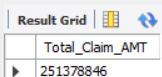 Result Grid
Total_Claim_AMT
251378846